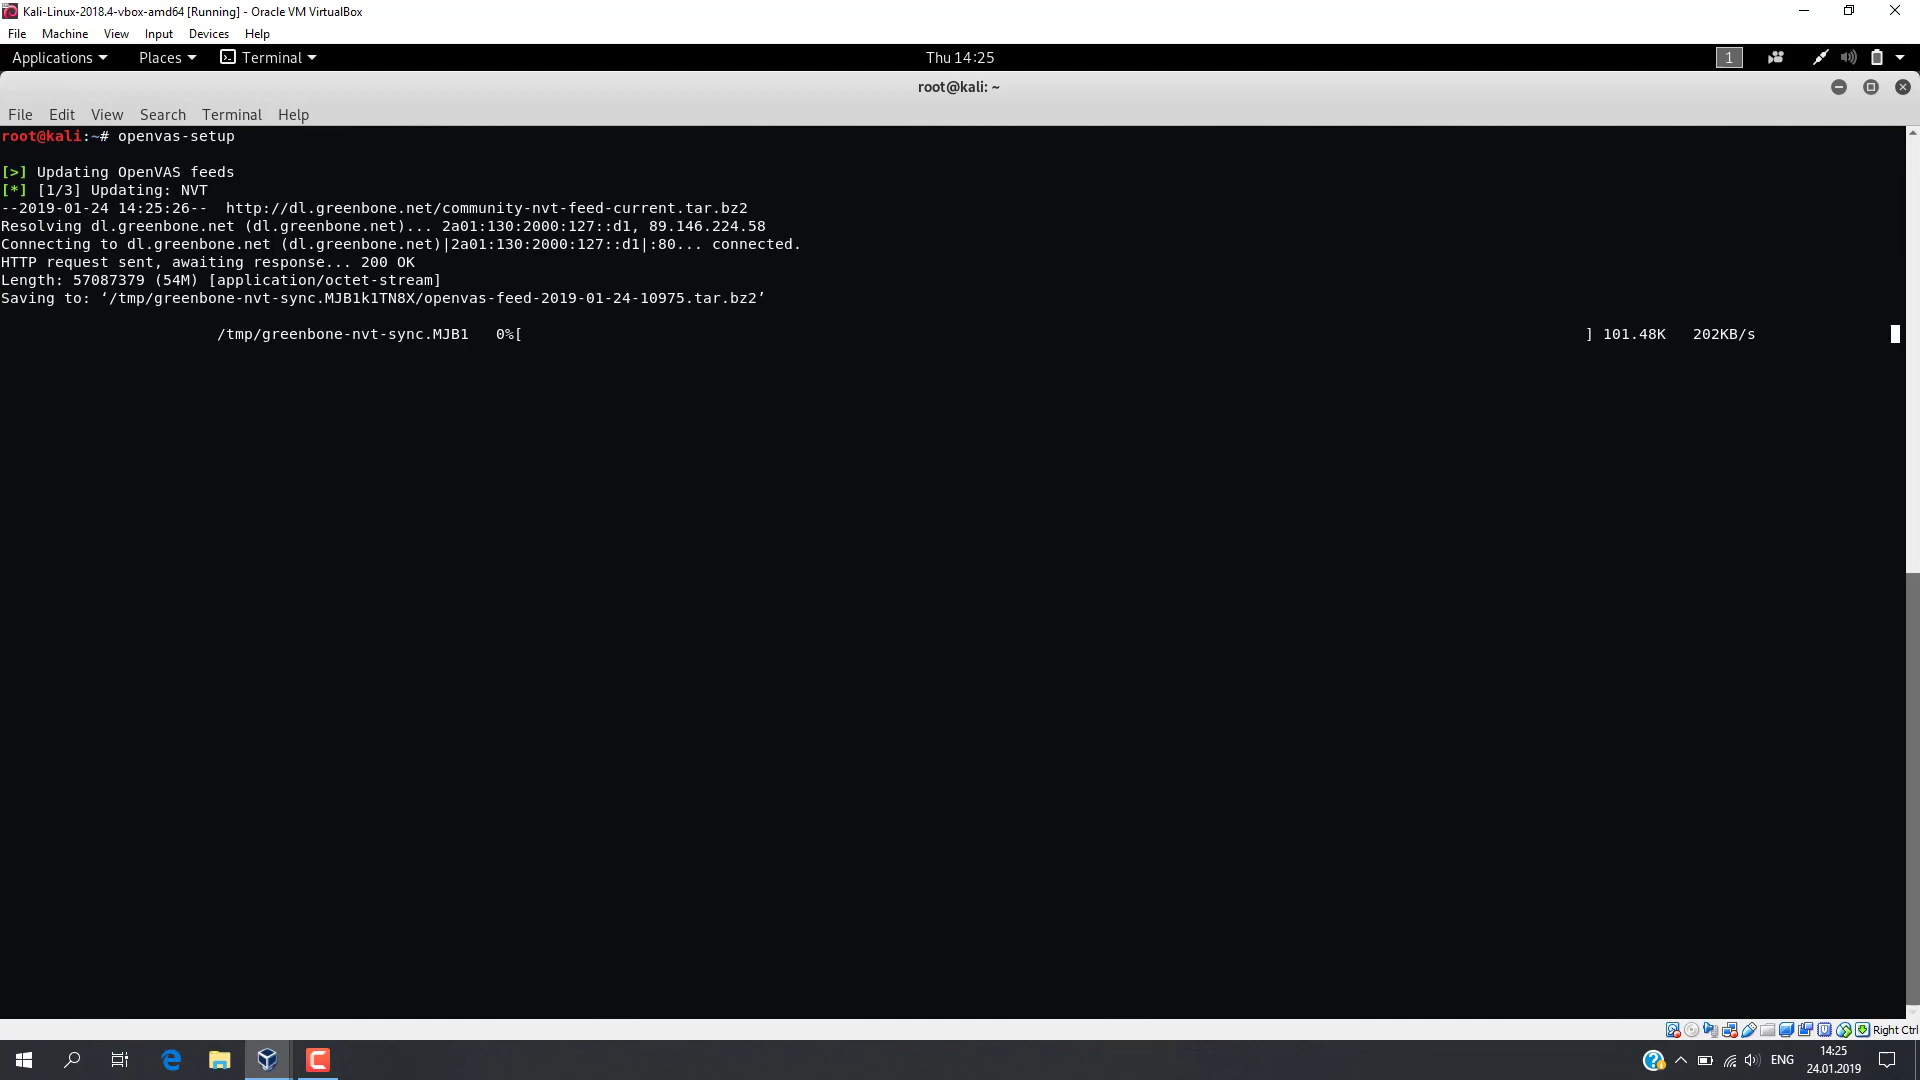 Kali-Linux-2018.4-vbox-amd64 [Running] - Oracle VM VirtualBox
File Machine View Input Devices Help
Applications Places Terminal Thu 14:25 1
root@kali: ~
File Edit View Search Terminal Help
root@kali:~# openvas-setup
[>] Updating OpenVAS feeds
[*] [1/3] Updating: NVT
--2019-01-24 14:25:26--  http://dl.greenbone.net/community-nvt-feed-current.tar.bz2
Resolving dl.greenbone.net (dl.greenbone.net)... 2a01:130:2000:127::d1, 89.146.224.58
Connecting to dl.greenbone.net (dl.greenbone.net)|2a01:130:2000:127::d1|:80... connected.
HTTP request sent, awaiting response... 200 OK
Length: 57087379 (54M) [application/octet-stream]
Saving to: ‘/tmp/greenbone-nvt-sync.MJB1k1TN8X/openvas-feed-2019-01-24-10975.tar.bz2’
/tmp/greenbone-nvt-sync.MJB1   0%[ ] 101.48K   202KB/s
Right Ctrl
ENG 14:25
24.01.2019